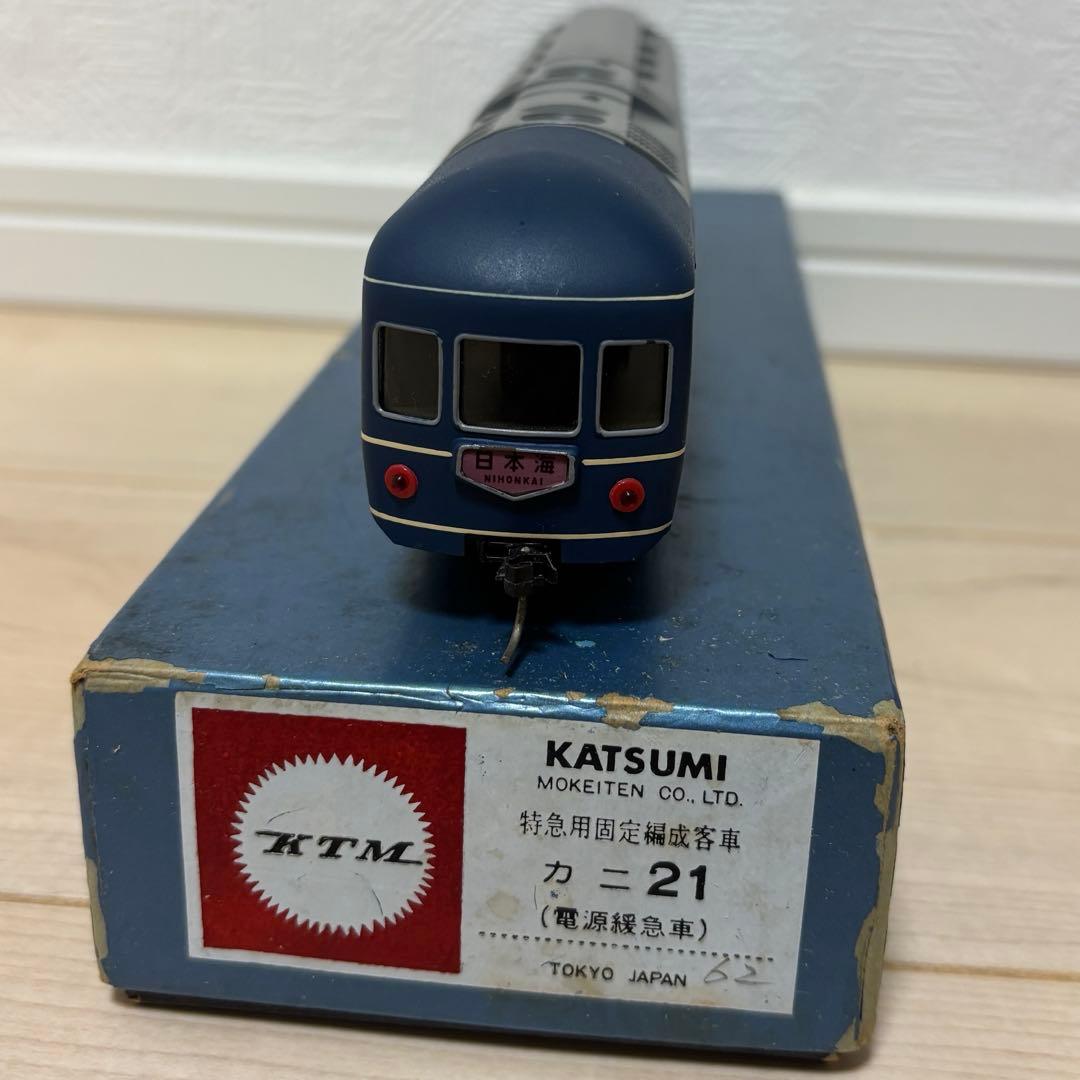 日本海
NIHONKAI
KTM
KATSUMI
MOKEITEN CO., LTD.
特急用固定編成客車
カニ21
(電源緩急車)
TOKYO JAPAN 62